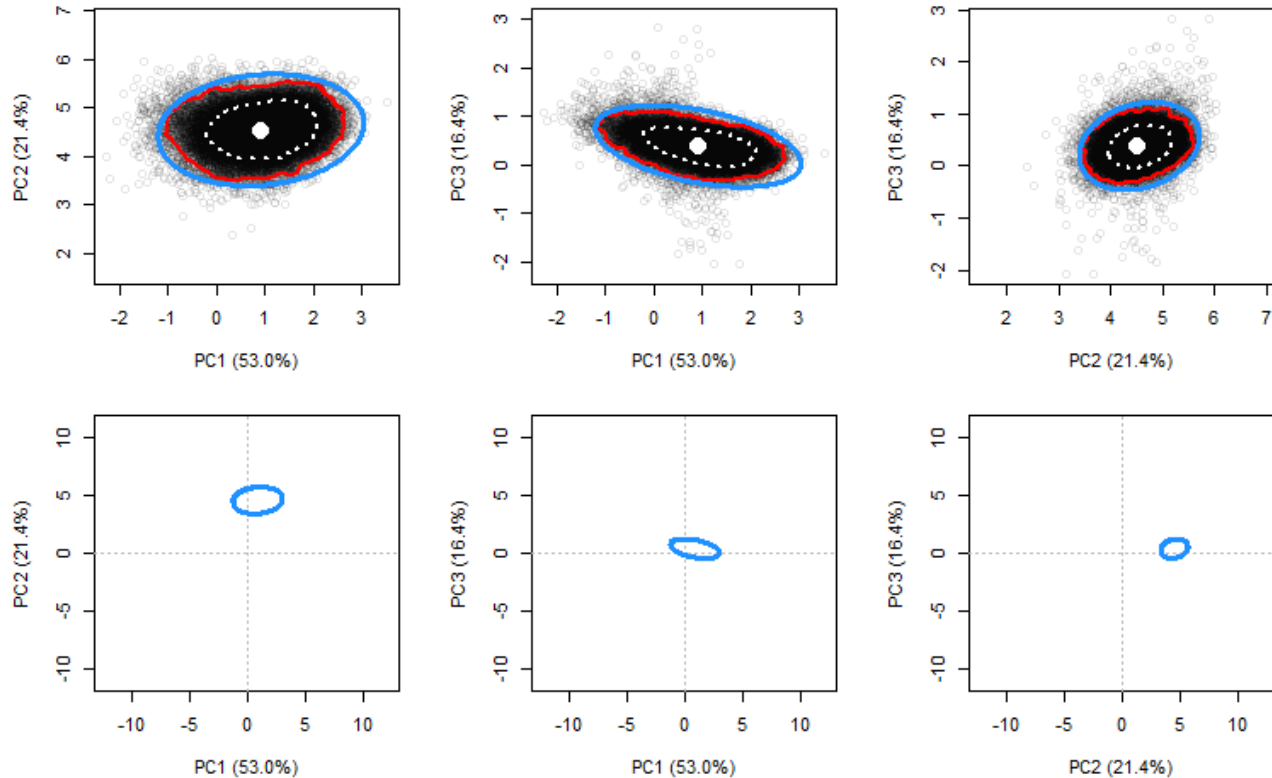 7
6
5
4
3
2
PC2 (21.4%)
-2 -1 0 1 2 3
PC1 (53.0%)
3
2
1
0
-1
-2
PC3 (16.4%)
-2 -1 0 1 2 3
PC1 (53.0%)
3
2
1
0
-1
-2
PC3 (16.4%)
2 3 4 5 6 7
PC2 (21.4%)
10
5
0
-5
-10
PC2 (21.4%)
-10 -5 0 5 10
PC1 (53.0%)
10
5
0
-5
-10
PC3 (16.4%)
-10 -5 0 5 10
PC1 (53.0%)
10
5
0
-5
-10
PC3 (16.4%)
-10 -5 0 5 10
PC2 (21.4%)